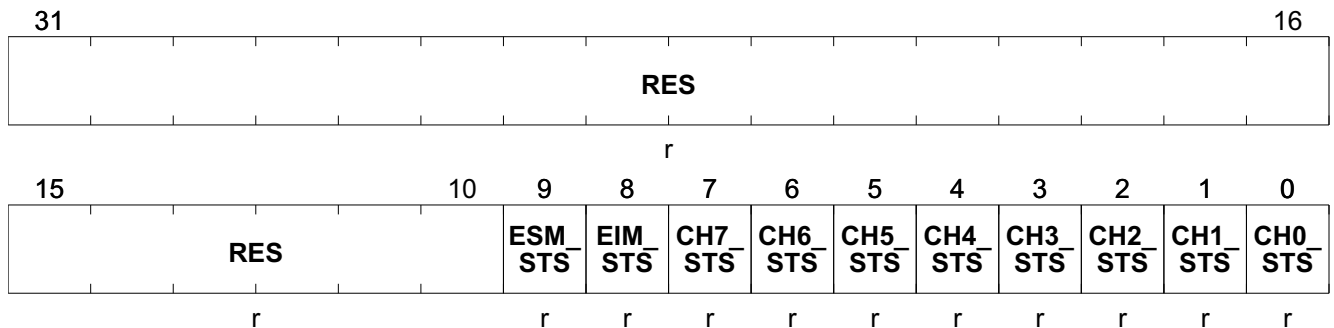 31 16
RES
r
15 10 9 8 7 6 5 4 3 2 1 0
RES ESM_ EIM_ CH7_ CH6_ CH5_ CH4_ CH3_ CH2_ CH1_ CH0_
STS STS STS STS STS STS STS STS STS STS
r r r r r r r r r r r